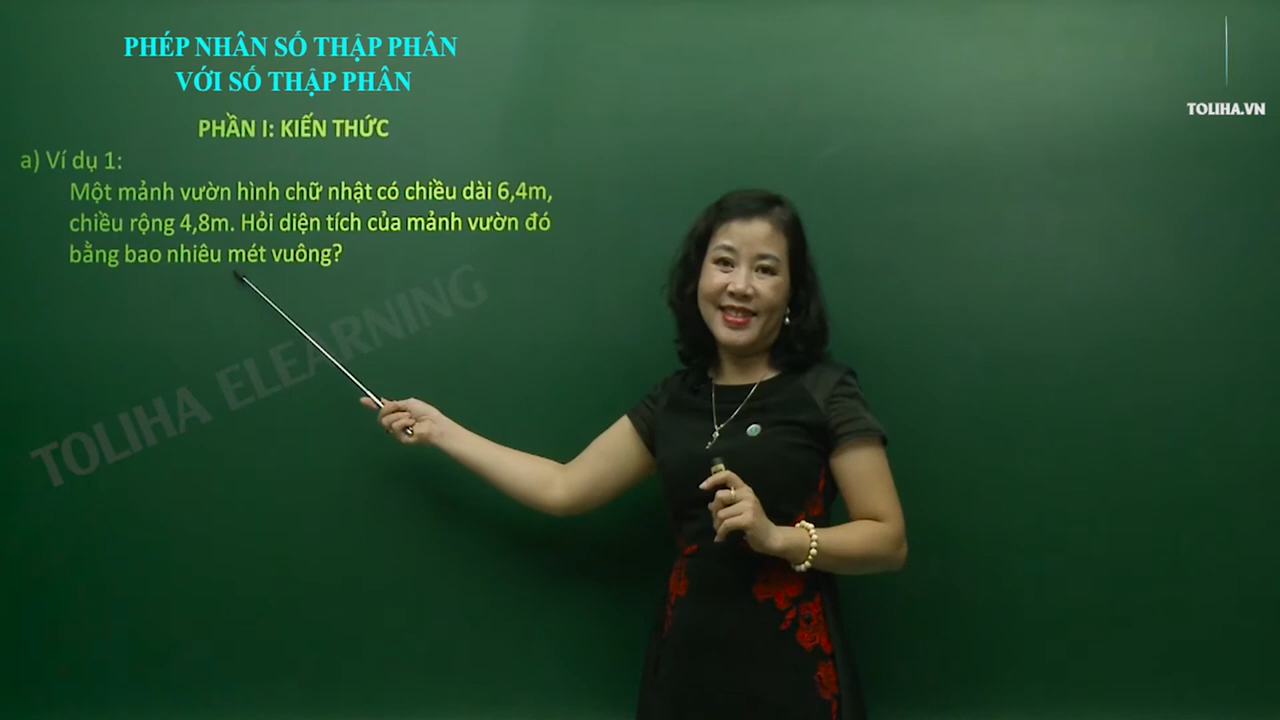 PHÉP NHÂN SỐ THẬP PHÂN
VỚI SỐ THẬP PHÂN
TOLIHA.VN
PHẦN I: KIẾN THỨC
a) Ví dụ 1:
Một mảnh vườn hình chữ nhật có chiều dài 6,4m,
chiều rộng 4,8m. Hỏi diện tích của mảnh vườn đó
bằng bao nhiêu mét vuông?
TOLIHA ELEARNING